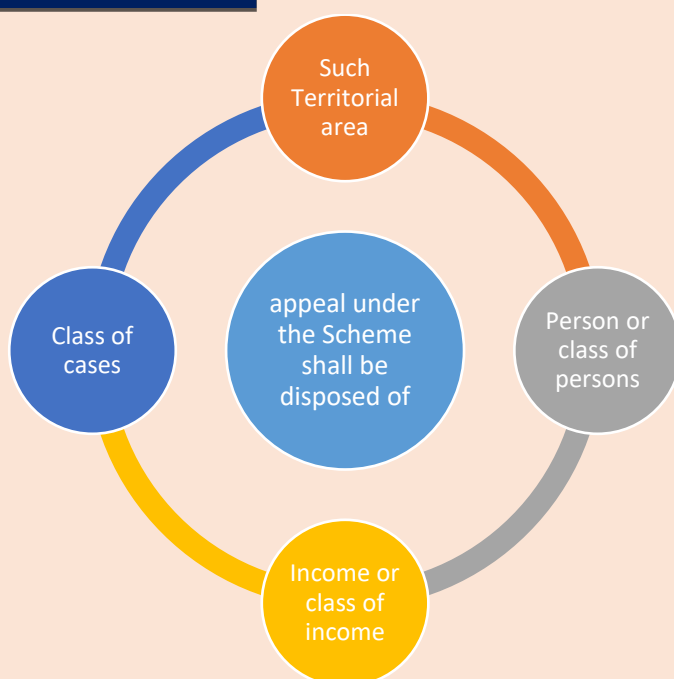 Such
Territorial
area
Person or
class of
persons
Income or
class of
income
Class of
cases
appeal under
the Scheme
shall be
disposed of